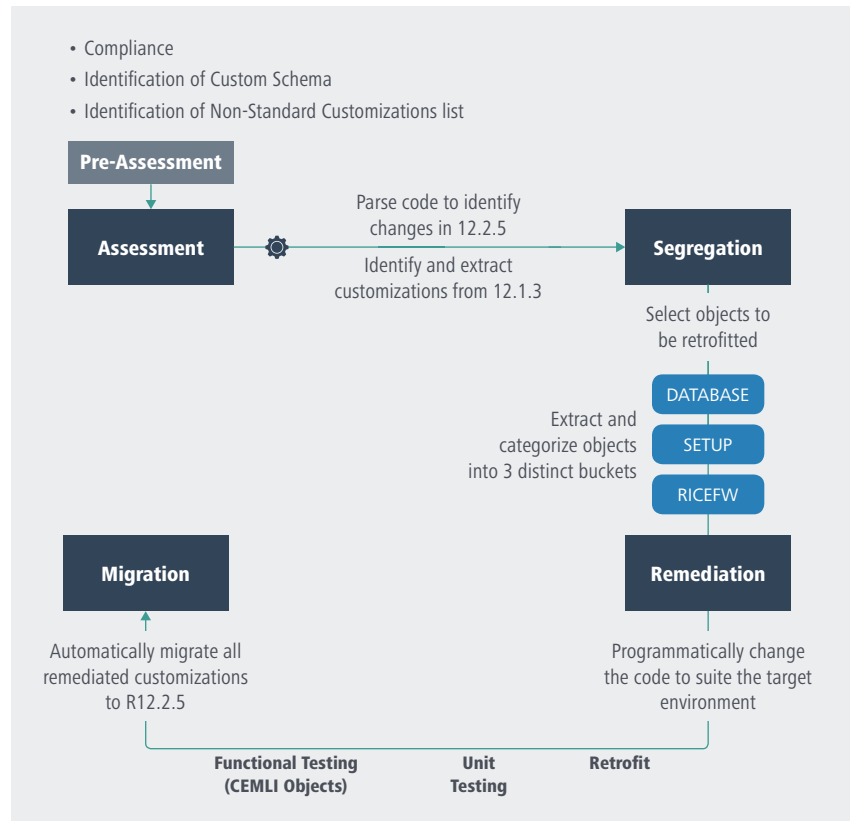 • Compliance
• Identification of Custom Schema
• Identification of Non-Standard Customizations list
Pre-Assessment
Assessment
Parse code to identify
changes in 12.2.5
Identify and extract
customizations from 12.1.3
Segregation
Select objects to
be retrofitted
DATABASE
SETUP
RICEFW
Extract and
categorize objects
into 3 distinct buckets
Remediation
Programmatically change
the code to suite the target
environment
Retrofit
Unit
Testing
Functional Testing
(CEMLI Objects)
Automatically migrate all
remediated customizations
to R12.2.5
Migration